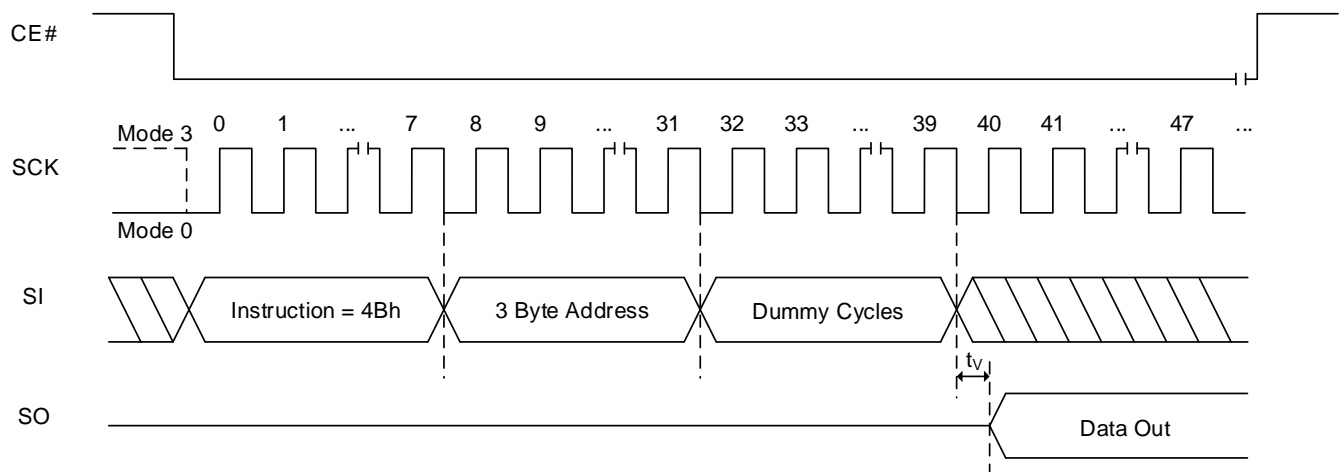 CE#
0 1 ... 7 8 9 ... 31 32 33 ... 39 40 41 ... 47 ...
Mode 3
SCK
Mode 0
SI Instruction = 4Bh 3 Byte Address Dummy Cycles
tV
SO Data Out